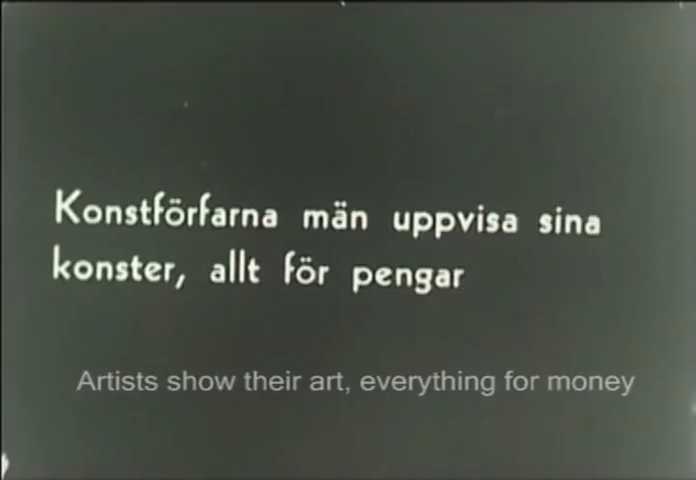 Konstförfarna män uppvisa sina
konster, allt för pengar
Artists show their art, everything for money